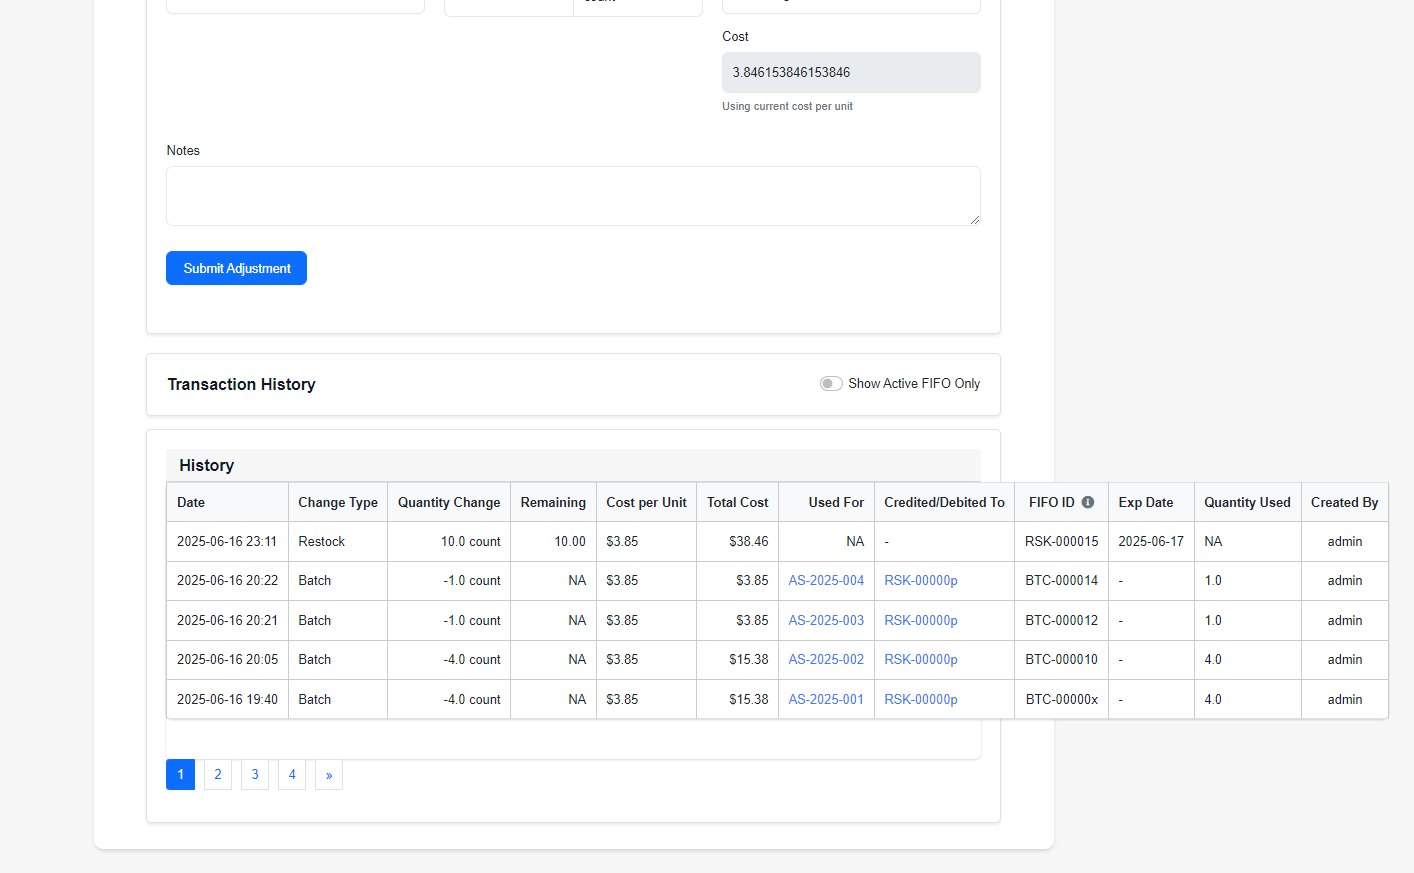 Cost
3.846153846153846
Using current cost per unit
Notes
Submit Adjustment
Transaction History
Show Active FIFO Only
History
Date Change Type Quantity Change Remaining Cost per Unit Total Cost Used For Credited/Debited To FIFO ID Exp Date Quantity Used Created By
2025-06-16 23:11 Restock 10.0 count 10.00 $3.85 $38.46 NA - RSK-000015 2025-06-17 NA admin
2025-06-16 20:22 Batch -1.0 count NA $3.85 $3.85 AS-2025-004 RSK-00000p BTC-000014 - 1.0 admin
2025-06-16 20:21 Batch -1.0 count NA $3.85 $3.85 AS-2025-003 RSK-00000p BTC-000012 - 1.0 admin
2025-06-16 20:05 Batch -4.0 count NA $3.85 $15.38 AS-2025-002 RSK-00000p BTC-000010 - 4.0 admin
2025-06-16 19:40 Batch -4.0 count NA $3.85 $15.38 AS-2025-001 RSK-00000p BTC-00000x - 4.0 admin
1 2 3 4 »